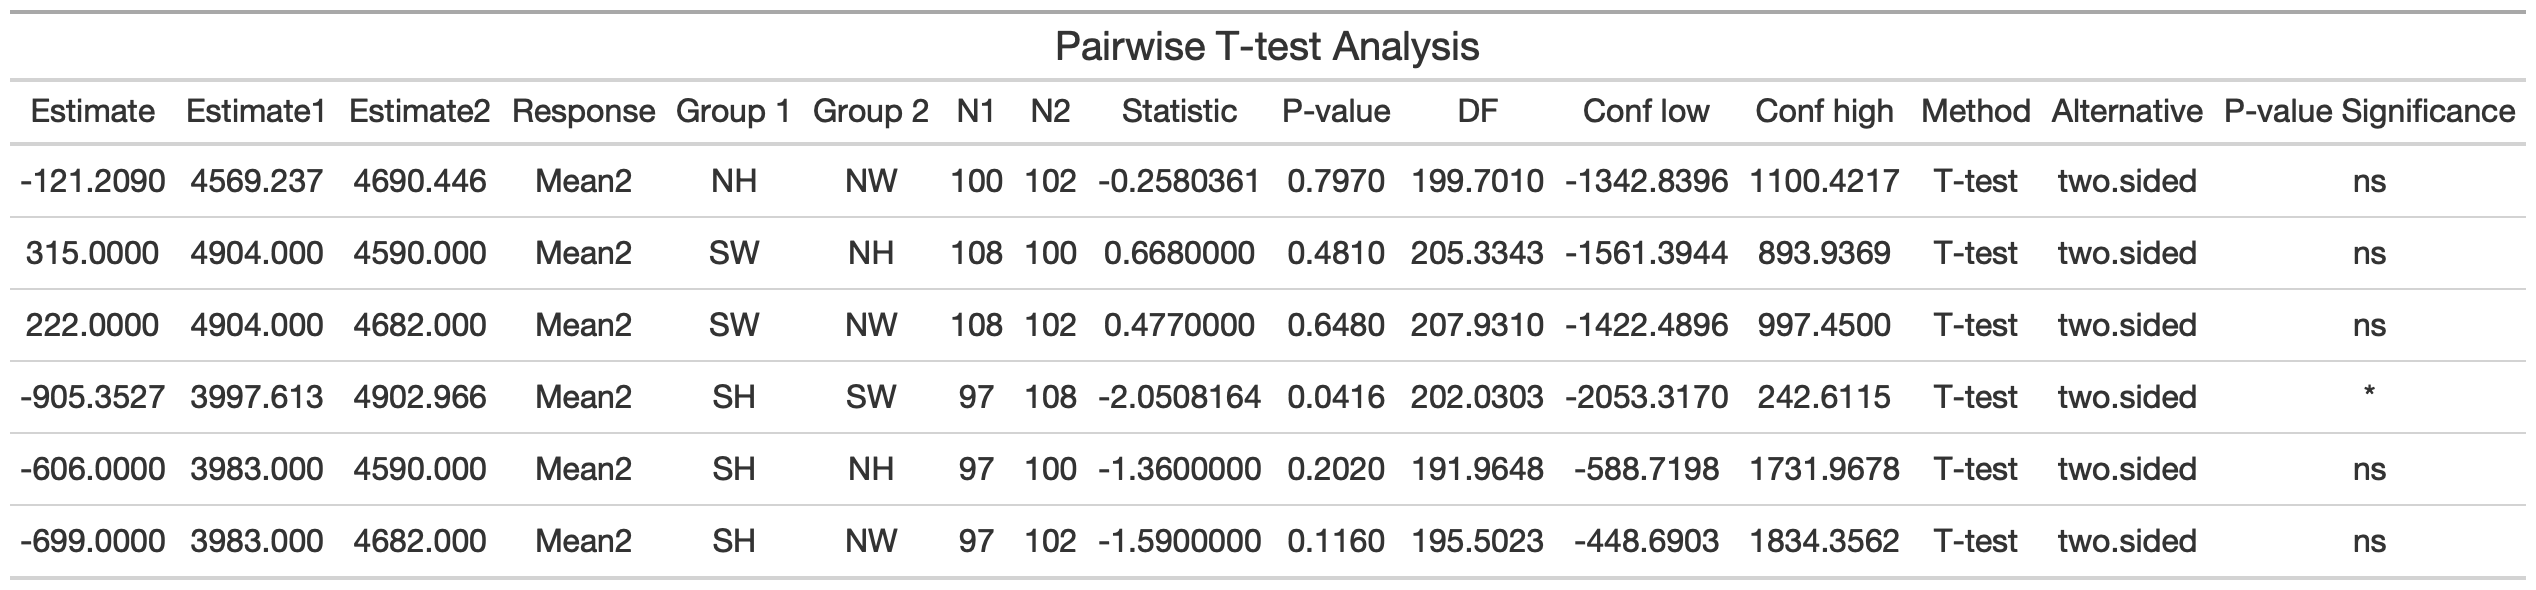 Pairwise T-test Analysis
Estimate Estimate1 Estimate2 Response Group 1 Group 2 N1 N2 Statistic P-value DF Conf low Conf high Method Alternative P-value Significance
-121.2090 4569.237 4690.446 Mean2 NH NW 100 102 -0.2580361 0.7970 199.7010 -1342.8396 1100.4217 T-test two.sided ns
315.0000 4904.000 4590.000 Mean2 SW NH 108 100 0.6680000 0.4810 205.3343 -1561.3944 893.9369 T-test two.sided ns
222.0000 4904.000 4682.000 Mean2 SW NW 108 102 0.4770000 0.6480 207.9310 -1422.4896 997.4500 T-test two.sided ns
-905.3527 3997.613 4902.966 Mean2 SH SW 97 108 -2.0508164 0.0416 202.0303 -2053.3170 242.6115 T-test two.sided *
-606.0000 3983.000 4590.000 Mean2 SH NH 97 100 -1.3600000 0.2020 191.9648 -588.7198 1731.9678 T-test two.sided ns
-699.0000 3983.000 4682.000 Mean2 SH NW 97 102 -1.5900000 0.1160 195.5023 -448.6903 1834.3562 T-test two.sided ns